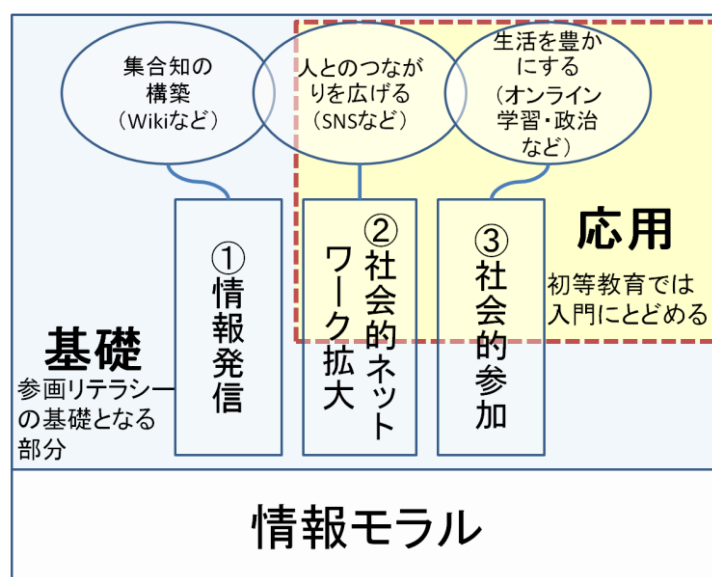 集合知の
構築
（Wikiなど）
人とのつなが
りを広げる
（SNSなど）
生活を豊か
にする
（オンライン
学習・政治
など）
①情報発信
②社会的ネット
ワーク拡大
③社会的参加
応用
初等教育では
入門にとどめる
基礎
参画リテラシー
の基礎となる
部分
情報モラル